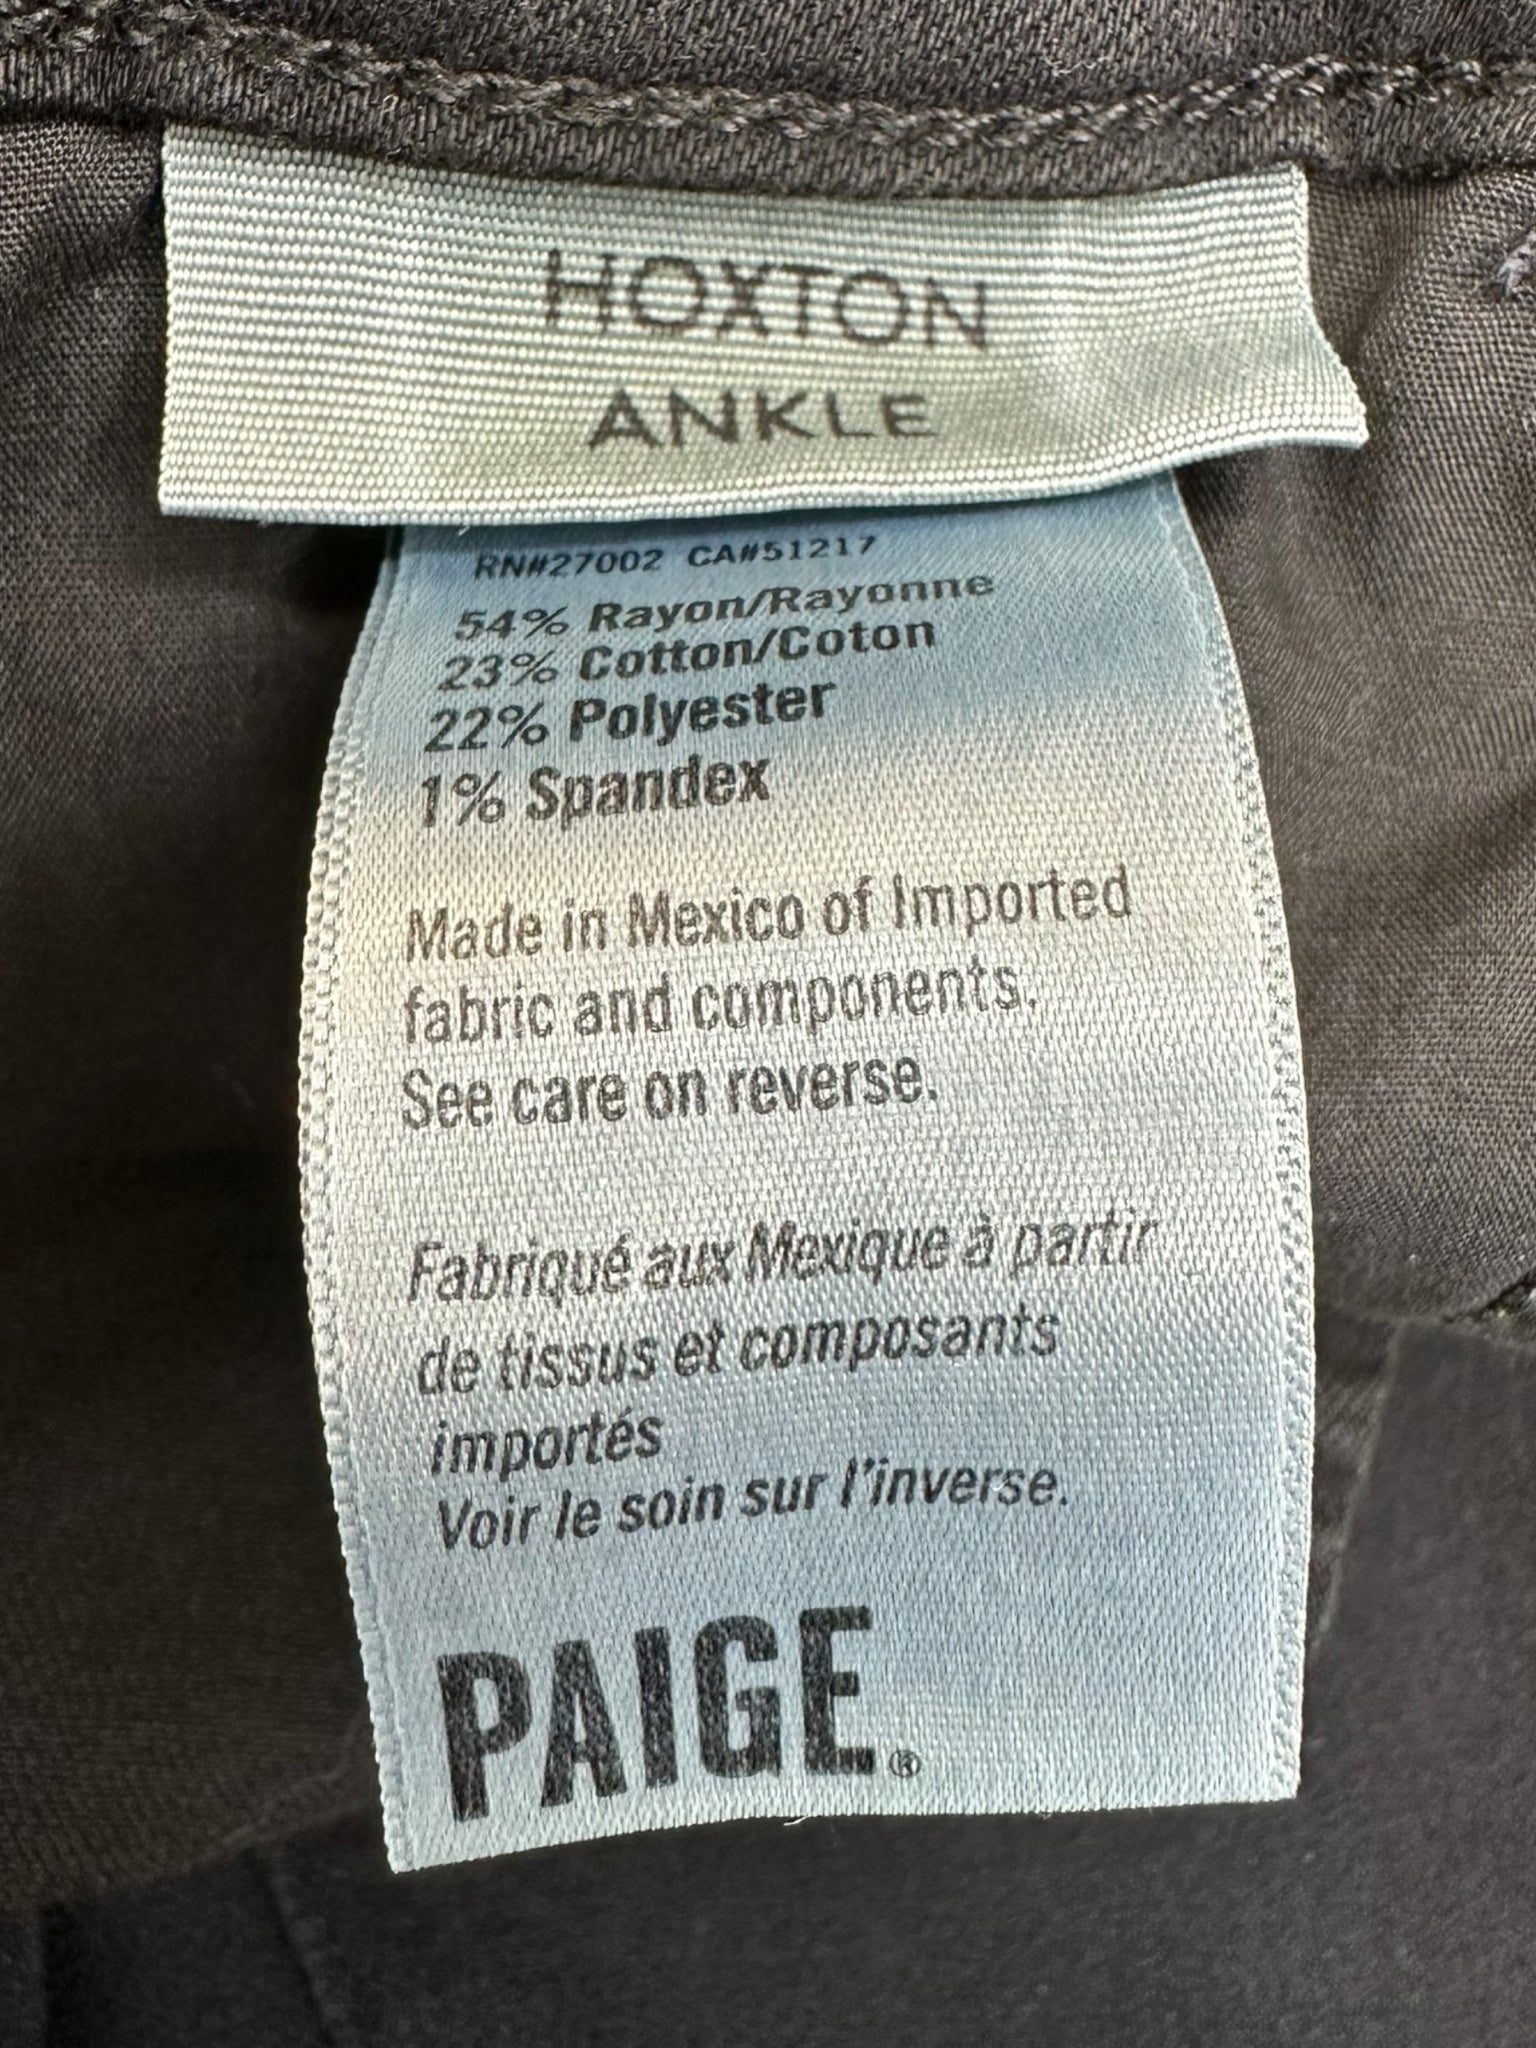 HOXTON
ANKLE
RN#27002 CA#51217
54% Rayon/Rayonne
23% Cotton/Coton
22% Polyester
1% Spandex
Made in Mexico of Imported
fabric and components.
See care on reverse.
Fabriqué aux Mexique à partir
de tissus et composants
importés
Voir le soin sur l'inverse.
PAIGE®